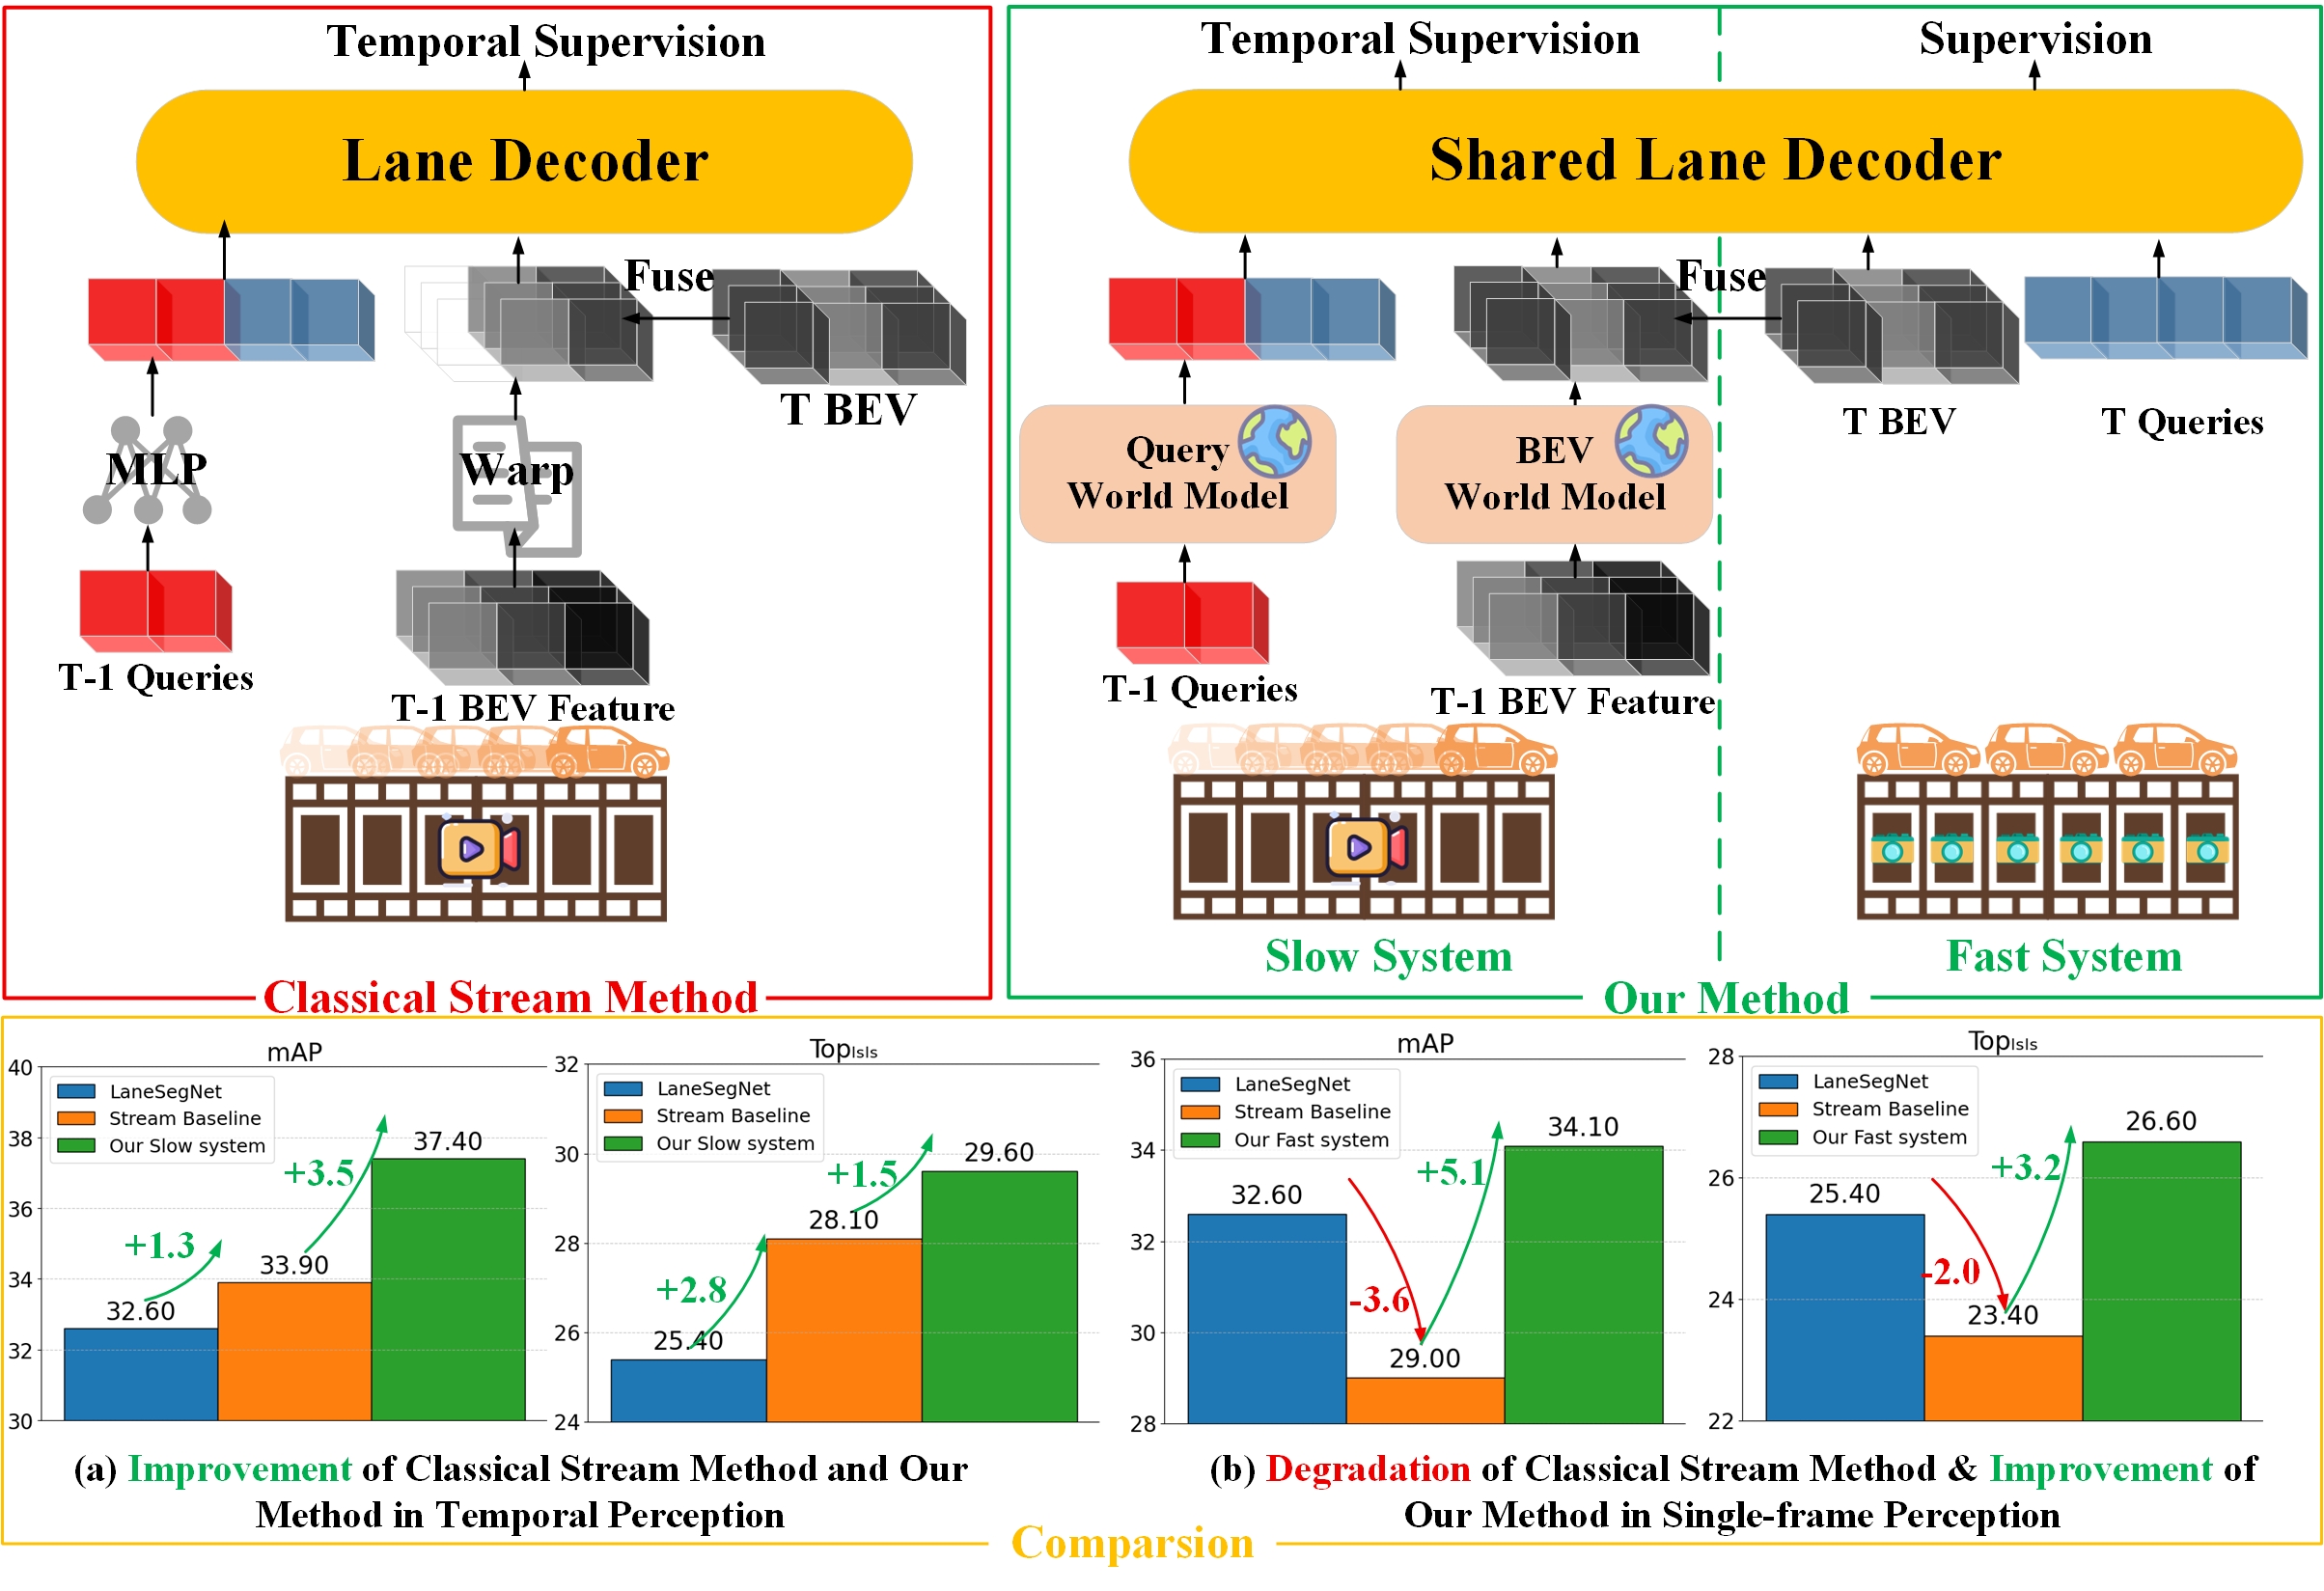 Temporal Supervision
Lane Decoder
Fuse
T BEV
MLP
Warp
T-1 Queries
T-1 BEV Feature
Classical Stream Method
Temporal Supervision
Supervision
Shared Lane Decoder
Fuse
T BEV
T Queries
Query
World Model
BEV
World Model
T-1 Queries
T-1 BEV Feature
Slow System
Fast System
Our Method
mAP
40
38
36
34
32
30
LaneSegNet
Stream Baseline
Our Slow system
32.60
33.90
37.40
+1.3
+3.5
Toplsls
32
30
28
26
24
LaneSegNet
Stream Baseline
Our Slow system
25.40
28.10
29.60
+2.8
+1.5
(a) Improvement of Classical Stream Method and Our
Method in Temporal Perception
mAP
36
34
32
30
28
LaneSegNet
Stream Baseline
Our Fast system
32.60
29.00
34.10
-3.6
+5.1
Toplsls
28
26
24
22
LaneSegNet
Stream Baseline
Our Fast system
25.40
23.40
26.60
-2.0
+3.2
(b) Degradation of Classical Stream Method & Improvement of
Our Method in Single-frame Perception
Comparsion